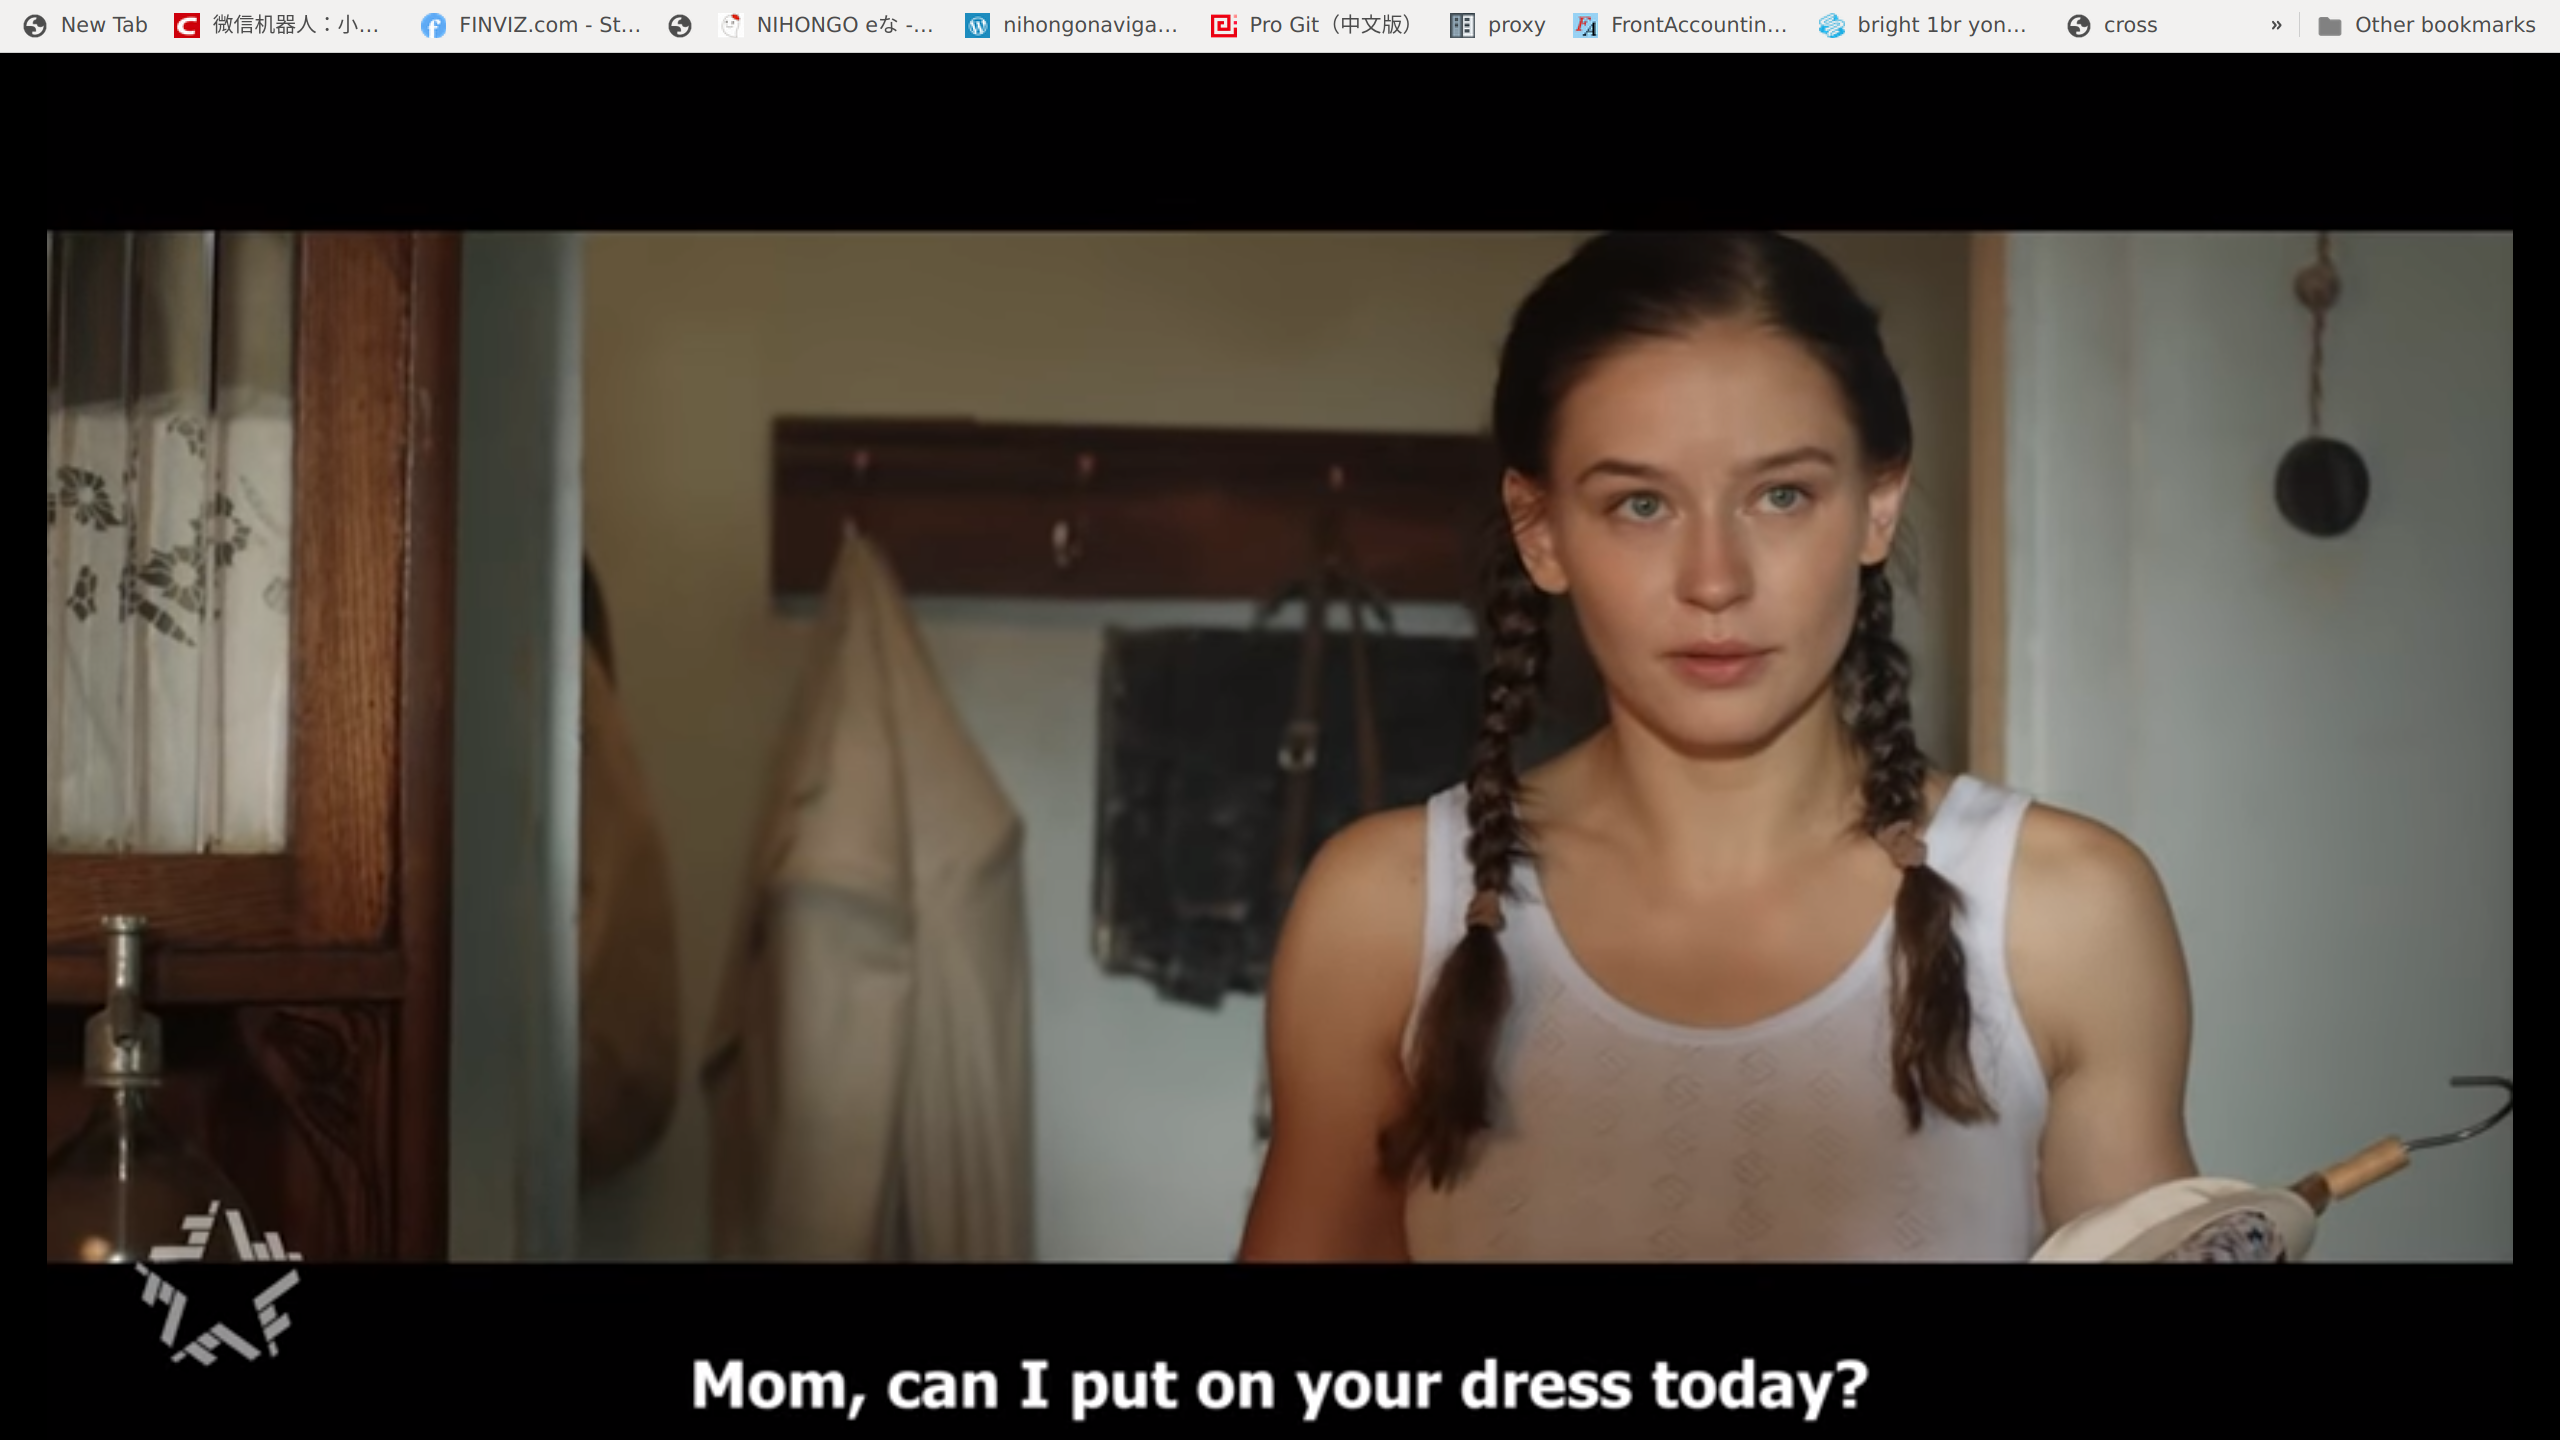 New Tab
微信机器人：小...
FINVIZ.com - St...
NIHONGO eな -...
nihongonaviga...
Pro Git（中文版）
proxy
FrontAccountin...
bright 1br yon...
cross
»
Other bookmarks
Mom, can I put on your dress today?